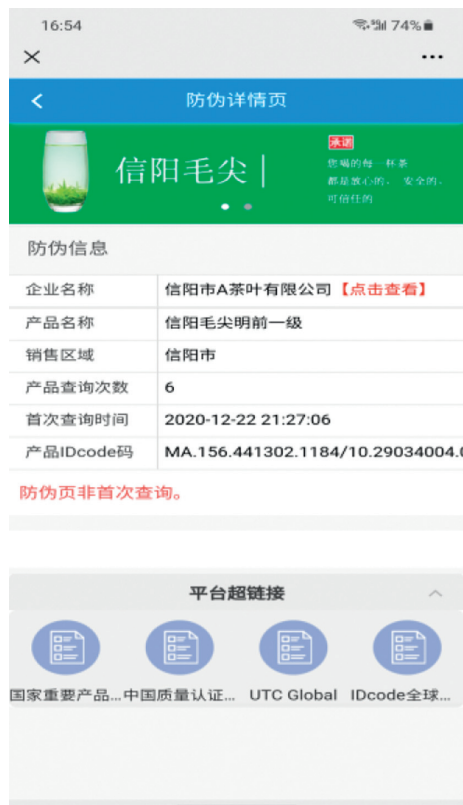 16:54
74%
防伪详情页
信阳毛尖
承诺
您喝的每一杯茶
都是放心的，安全的，
可信任的
防伪信息
企业名称 信阳市A茶叶有限公司【点击查看】
产品名称 信阳毛尖明前一级
销售区域 信阳市
产品查询次数 6
首次查询时间 2020-12-22 21:27:06
产品IDcode码 MA.156.441302.1184/10.29034004.
防伪页非首次查询。
平台超链接
国家重要产品... 中国质量认证... UTC Global IDcode全球...